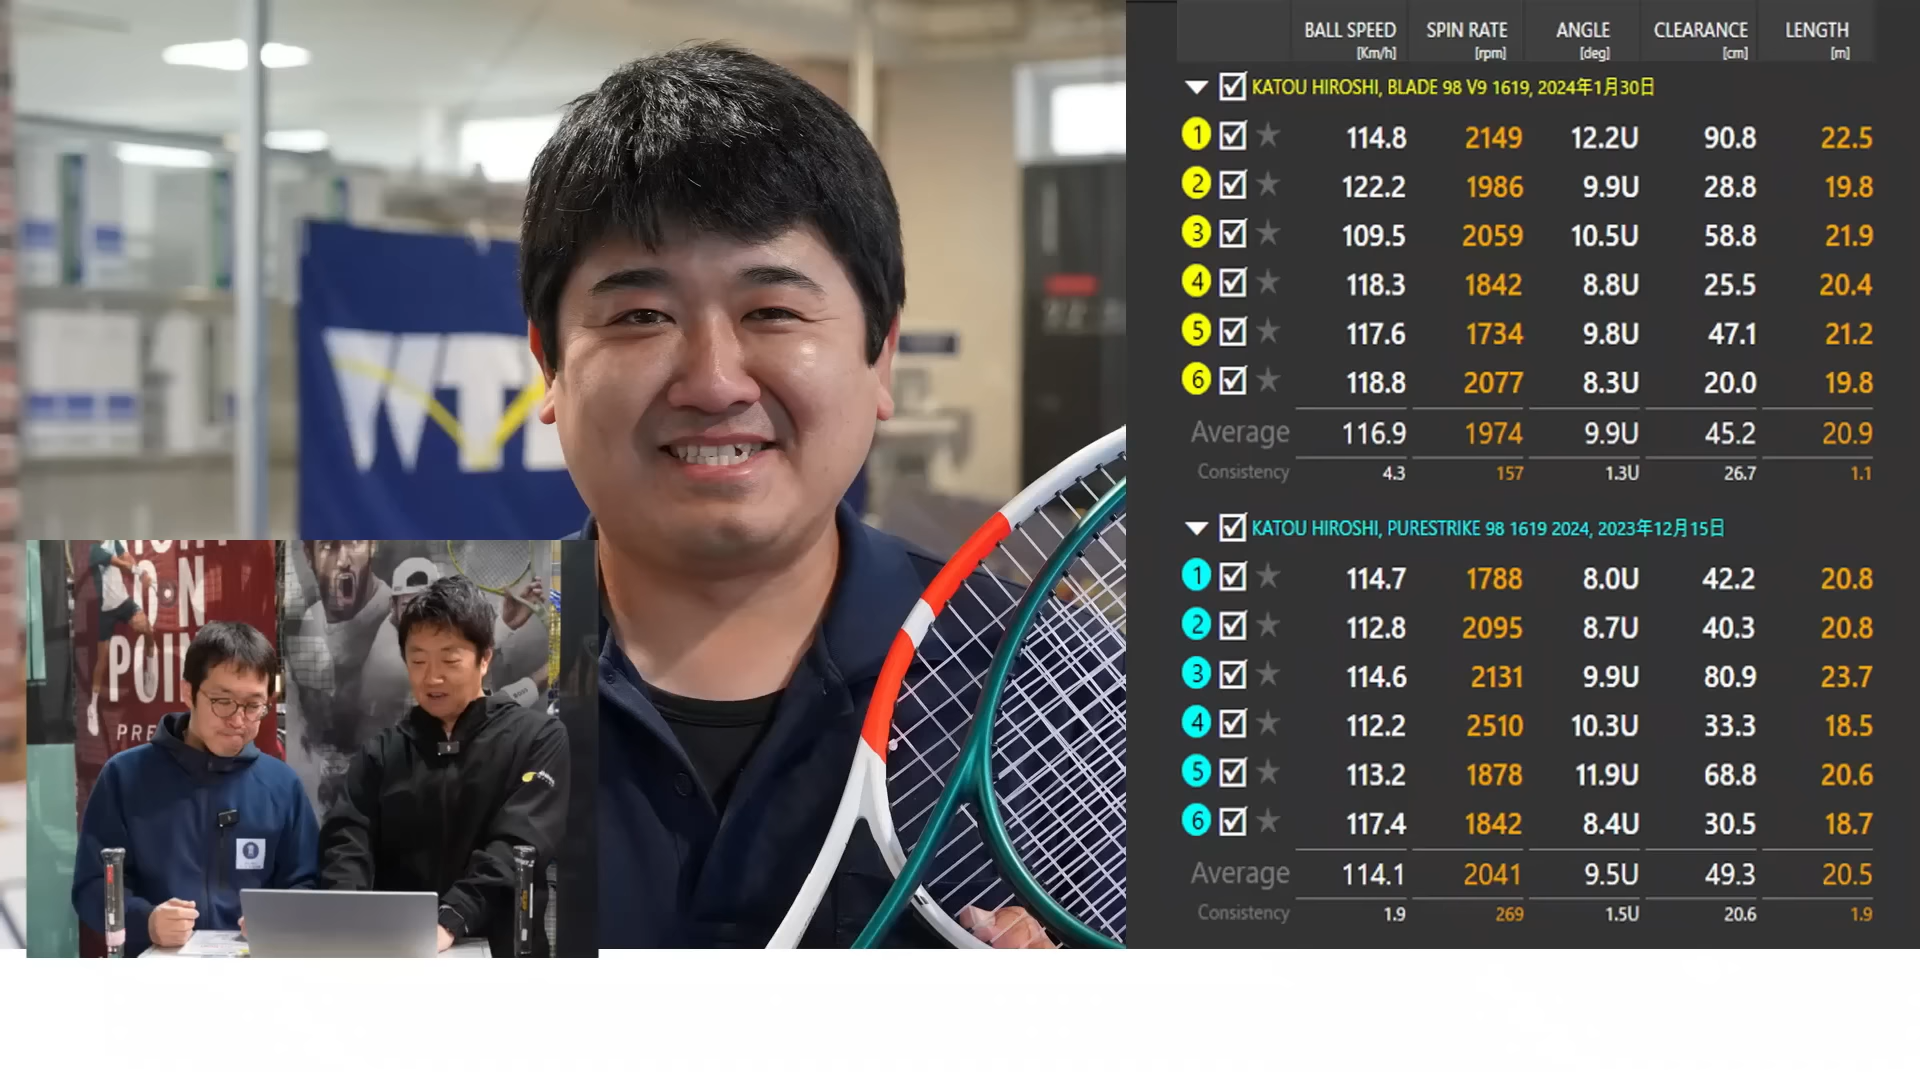 BALL SPEED SPIN RATE ANGLE CLEARANCE LENGTH
[Km/h] [rpm] [deg] [cm] [m]
KATOU HIROSHI, BLADE 98 V9 1619, 2024年1月30日
1 114.8 2149 12.2U 90.8 22.5
2 122.2 1986 9.9U 28.8 19.8
3 109.5 2059 10.5U 58.8 21.9
4 118.3 1842 8.8U 25.5 20.4
5 117.6 1734 9.8U 47.1 21.2
6 118.8 2077 8.3U 20.0 19.8
Average 116.9 1974 9.9U 45.2 20.9
Consistency 4.3 157 1.3U 26.7 1.1
KATOU HIROSHI, PURESTRIKE 98 1619 2024, 2023年12月15日
1 114.7 1788 8.0U 42.2 20.8
2 112.8 2095 8.7U 40.3 20.8
3 114.6 2131 9.9U 80.9 23.7
4 112.2 2510 10.3U 33.3 18.5
5 113.2 1878 11.9U 68.8 20.6
6 117.4 1842 8.4U 30.5 18.7
Average 114.1 2041 9.5U 49.3 20.5
Consistency 1.9 269 1.5U 20.6 1.9
ON
POIN
PRE